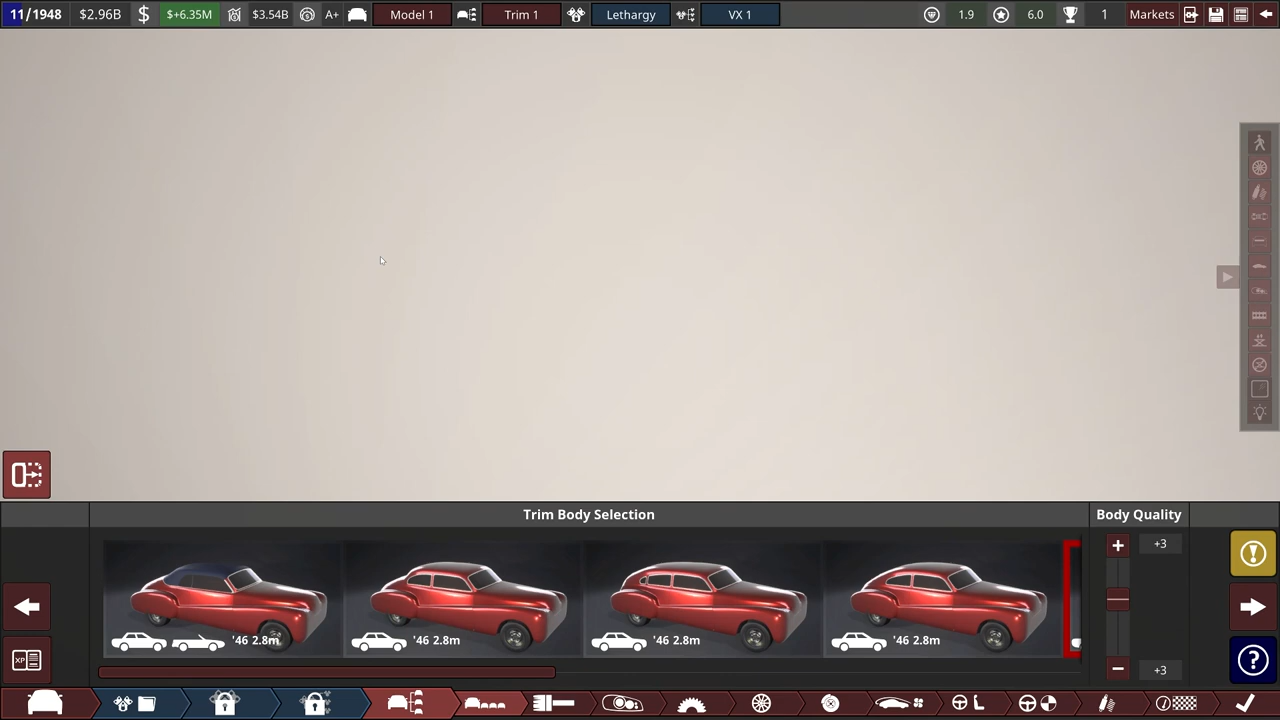 11/1948 $2.96B $ $+6.35M $3.54B A+ Model 1 Trim 1 Lethargy VX 1 1.9 6.0 1 Markets
Trim Body Selection
Body Quality
'46 2.8m
'46 2.8m
'46 2.8m
'46 2.8m
+ +3
- +3
XP